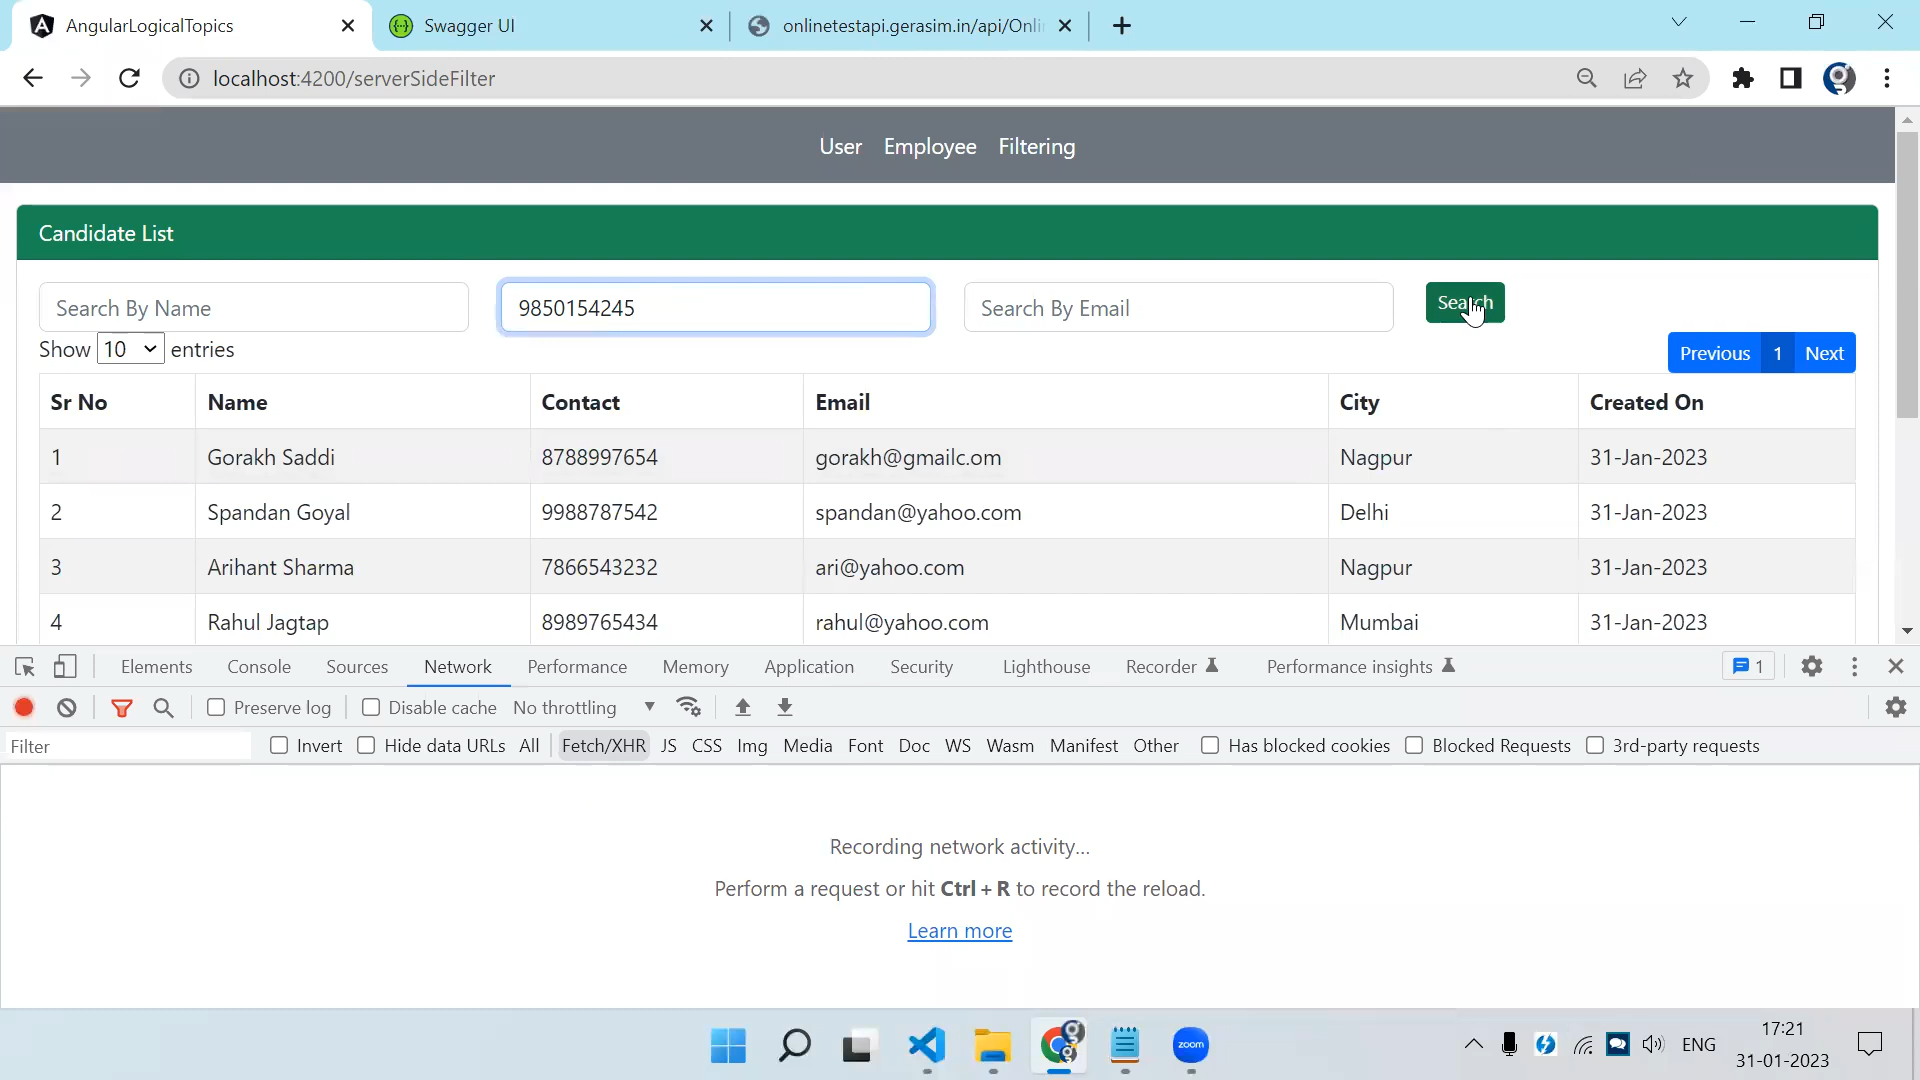 AngularLogicalTopics
Swagger UI
onlinetestapi.gerasim.in/api/Onli
localhost:4200/serverSideFilter
User Employee Filtering
Candidate List
Search By Name
9850154245
Search By Email
Search
Show 10 entries
Previous 1 Next
Sr No Name Contact Email City Created On
1 Gorakh Saddi 8788997654 gorakh@gmailc.om Nagpur 31-Jan-2023
2 Spandan Goyal 9988787542 spandan@yahoo.com Delhi 31-Jan-2023
3 Arihant Sharma 7866543232 ari@yahoo.com Nagpur 31-Jan-2023
4 Rahul Jagtap 8989765434 rahul@yahoo.com Mumbai 31-Jan-2023
Elements Console Sources Network Performance Memory Application Security Lighthouse Recorder Performance insights 1
Preserve log Disable cache No throttling
Filter Invert Hide data URLs All Fetch/XHR JS CSS Img Media Font Doc WS Wasm Manifest Other Has blocked cookies Blocked Requests 3rd-party requests
Recording network activity...
Perform a request or hit Ctrl + R to record the reload.
Learn more
zoom
ENG
17:21
31-01-2023